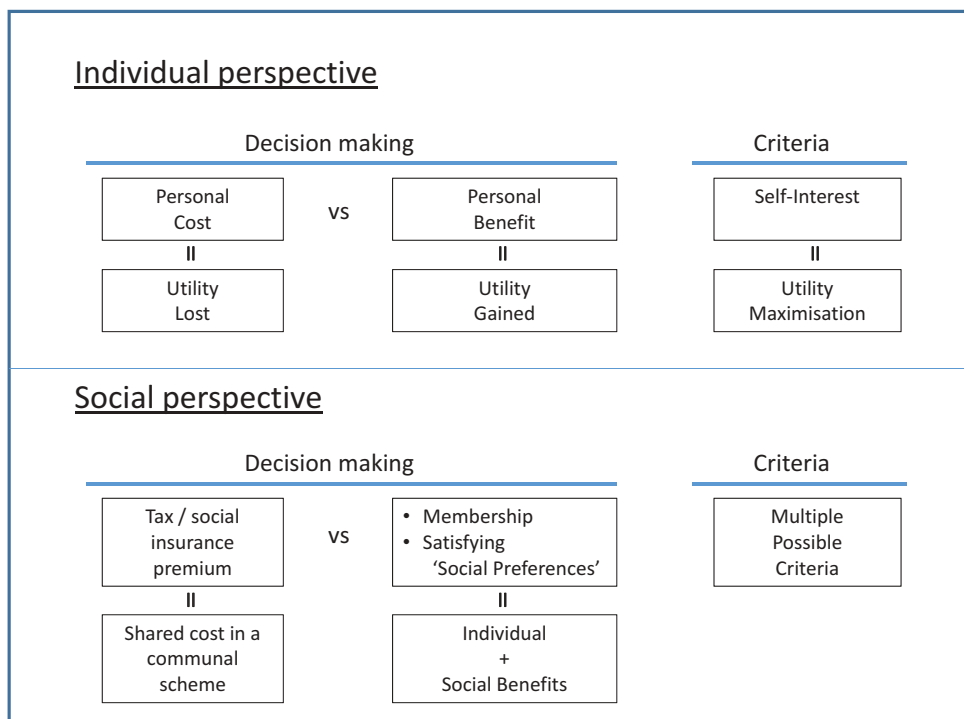 Individual perspective
Decision making
Criteria
Personal
Cost
vs
Personal
Benefit
Self-Interest
=
=
=
Utility
Lost
Utility
Gained
Utility
Maximisation
Social perspective
Decision making
Criteria
Tax / social
insurance
premium
vs
• Membership
• Satisfying
‘Social Preferences’
Multiple
Possible
Criteria
=
=
Shared cost in a
communal
scheme
Individual
+
Social Benefits